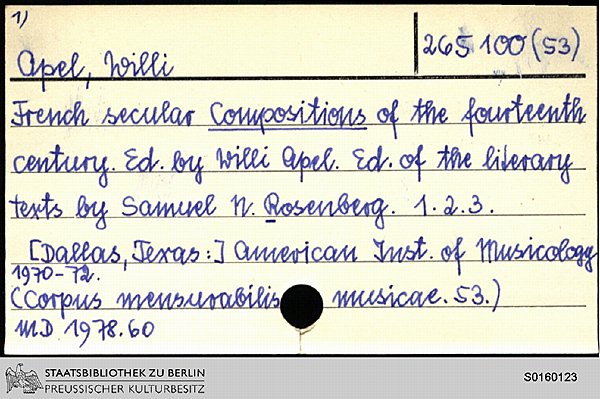 1)
Apel, Willi
265 100 (53)
French secular Compositions of the fourteenth
century. Ed. by Willi Apel. Ed. of the literary
texts by Samuel N. Rosenberg. 1.2.3.
[Dallas, Texas:] American Inst. of Musicology
1970-72.
(Corpus mensurabilis musicae. 53.)
M.D 1978.60
STAATSBIBLIOTHEK ZU BERLIN
PREUSSISCHER KULTURBESITZ
S0160123